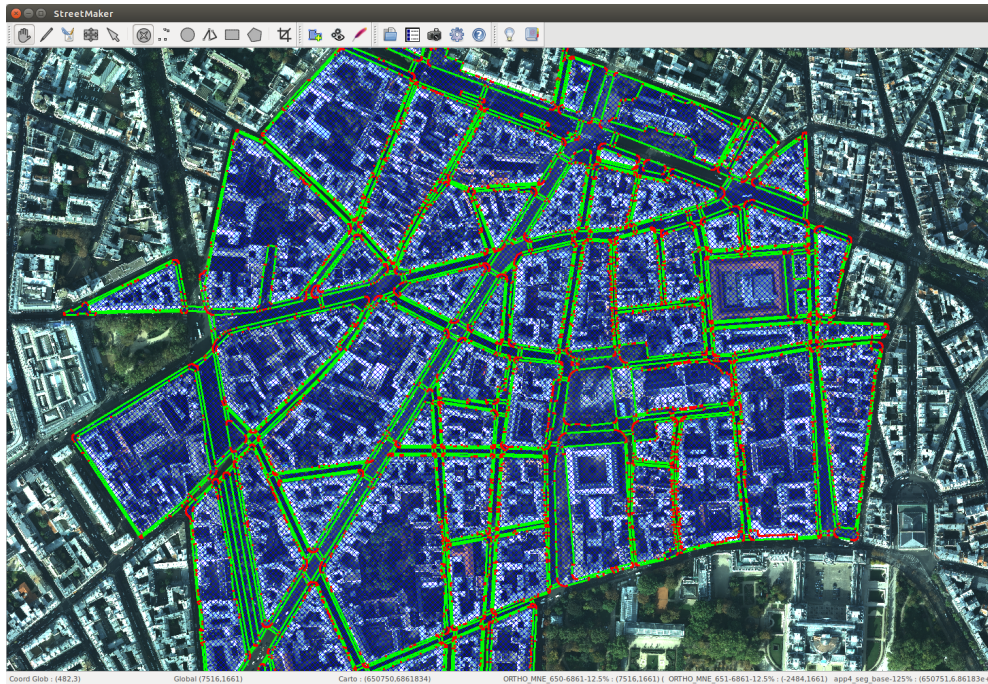 StreetMaker
Coord Glob : (482,3) Global (7516,1661) Carto : (650750,6861834) ORTHO_MNE_650-6861-12.5% : (7516,1661) ( ORTHO_MNE_651-6861-12.5% : (-2484,1661) app4_seg_base-125% : (650751,6.86183e+